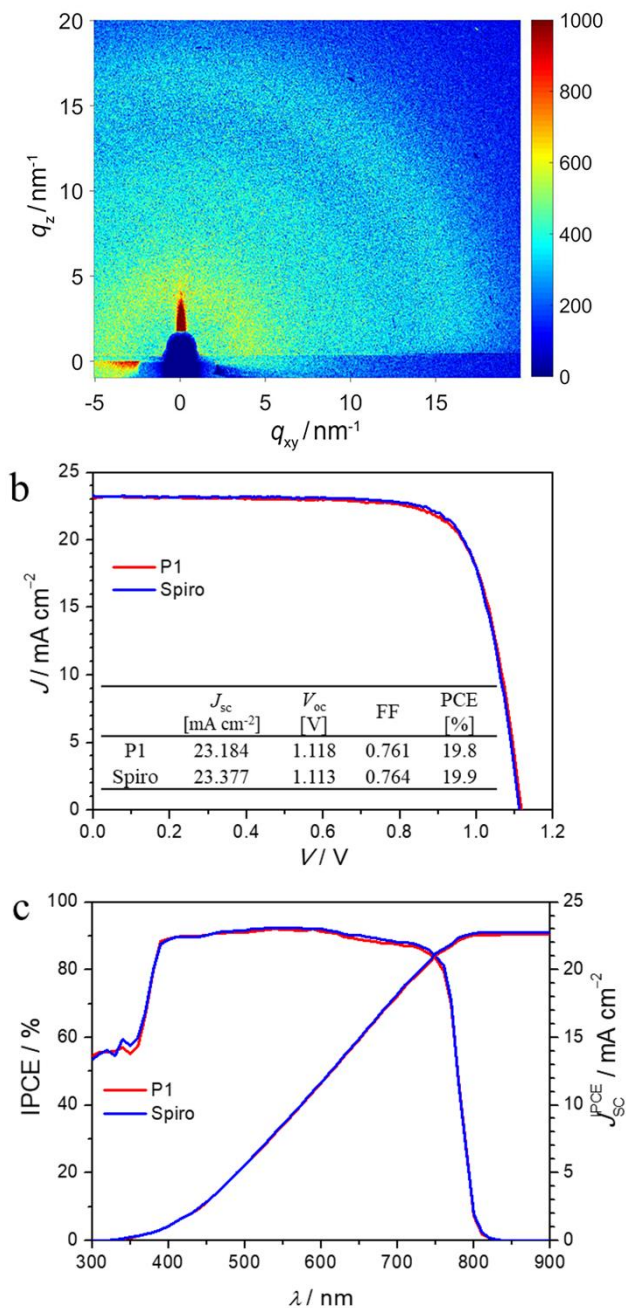 20
15
10
5
0
q_z / nm⁻¹
-5 0 5 10 15
q_xy / nm⁻¹
1000
800
600
400
200
0
b
25
20
15
10
5
0
J / mA cm⁻²
P1
Spiro
J_sc V_oc FF PCE
[mA cm⁻²] [V] [%]
P1 23.184 1.118 0.761 19.8
Spiro 23.377 1.113 0.764 19.9
0.0 0.2 0.4 0.6 0.8 1.0 1.2
V / V
c
100
80
60
40
20
0
IPCE / %
P1
Spiro
25
20
15
10
5
0
J_SC^IPCE / mA cm⁻²
300 400 500 600 700 800 900
λ / nm